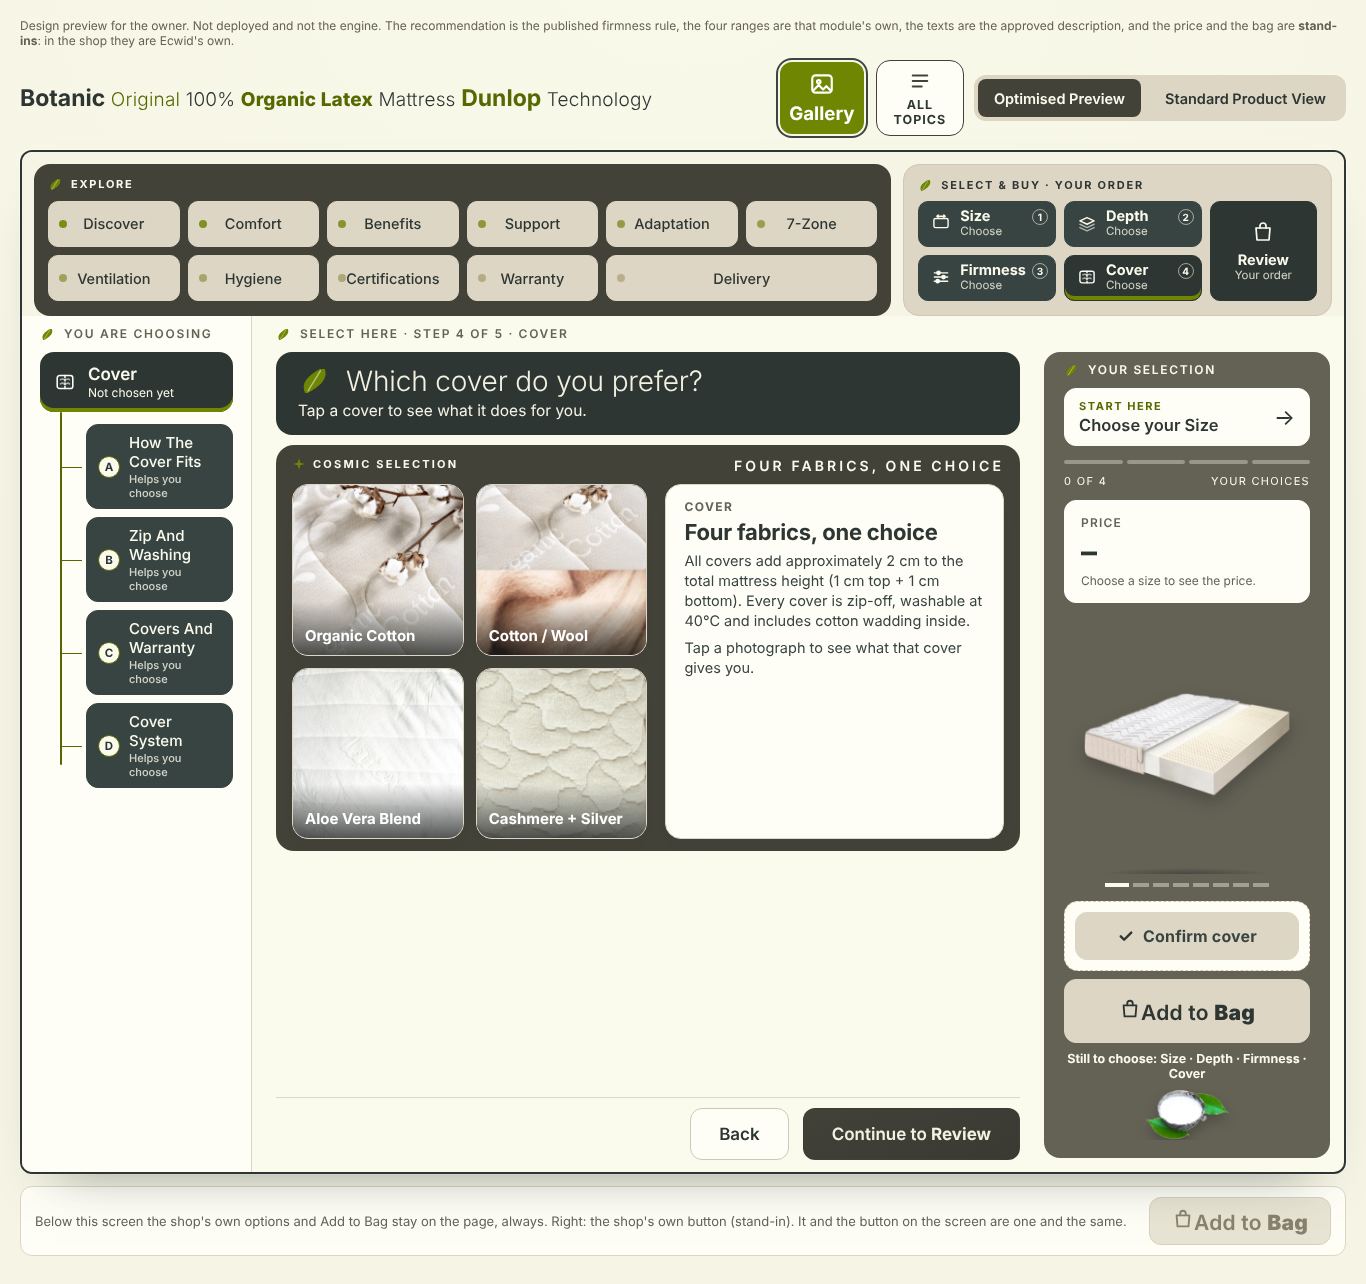 Design preview for the owner. Not deployed and not the engine. The recommendation is the published firmness rule, the four ranges are that module's own, the texts are the approved description, and the price and the bag are stand-
ins: in the shop they are Ecwid's own.
Botanic Original 100% Organic Latex Mattress Dunlop Technology
Gallery
ALL
TOPICS
Optimised Preview
Standard Product View
EXPLORE
Discover
Comfort
Benefits
Support
Adaptation
7-Zone
Ventilation
Hygiene
Certifications
Warranty
Delivery
SELECT & BUY · YOUR ORDER
Size
Choose
1
Depth
Choose
2
Firmness
Choose
3
Cover
Choose
4
Review
Your order
YOU ARE CHOOSING
Cover
Not chosen yet
A
How The
Cover Fits
Helps you
choose
B
Zip And
Washing
Helps you
choose
C
Covers And
Warranty
Helps you
choose
D
Cover
System
Helps you
choose
SELECT HERE · STEP 4 OF 5 · COVER
Which cover do you prefer?
Tap a cover to see what it does for you.
COSMIC SELECTION
FOUR FABRICS, ONE CHOICE
Organic Cotton
Cotton / Wool
Aloe Vera Blend
Cashmere + Silver
COVER
Four fabrics, one choice
All covers add approximately 2 cm to the
total mattress height (1 cm top + 1 cm
bottom). Every cover is zip-off, washable at
40°C and includes cotton wadding inside.
Tap a photograph to see what that cover
gives you.
Back
Continue to Review
YOUR SELECTION
START HERE
Choose your Size
0 OF 4
YOUR CHOICES
PRICE
–
Choose a size to see the price.
Confirm cover
Add to Bag
Still to choose: Size · Depth · Firmness ·
Cover
Below this screen the shop's own options and Add to Bag stay on the page, always. Right: the shop's own button (stand-in). It and the button on the screen are one and the same.
Add to Bag